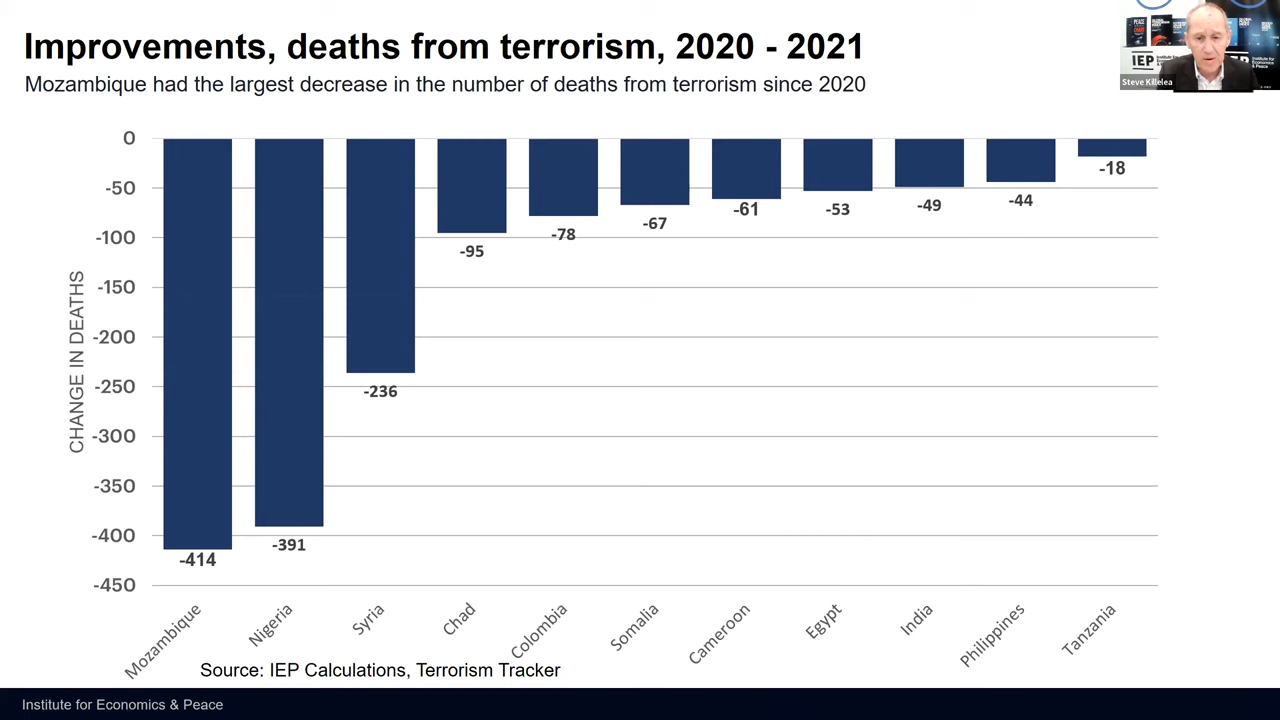 Improvements, deaths from terrorism, 2020 - 2021
Mozambique had the largest decrease in the number of deaths from terrorism since 2020
IEP
Steve Killelea
CHANGE IN DEATHS
0
-50
-100
-150
-200
-250
-300
-350
-400
-450
-414
-391
-236
-95
-78
-67
-61
-53
-49
-44
-18
Mozambique
Nigeria
Syria
Chad
Colombia
Somalia
Cameroon
Egypt
India
Philippines
Tanzania
Source: IEP Calculations, Terrorism Tracker
Institute for Economics & Peace